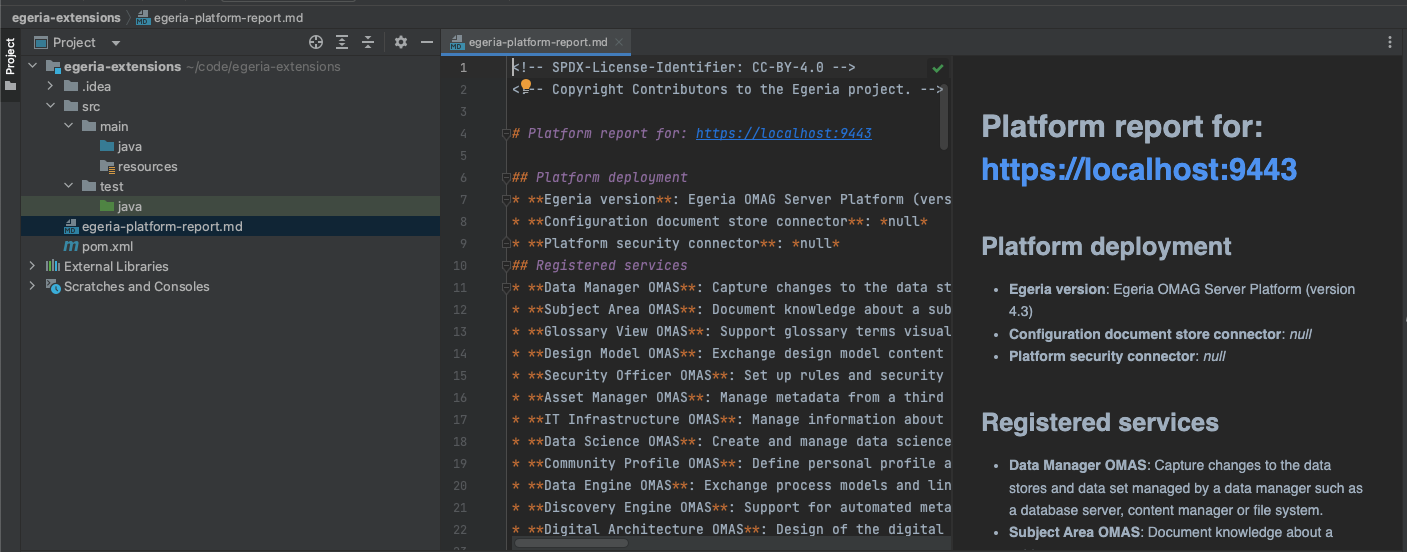 egeria-extensions
egeria-platform-report.md
Project
Project
egeria-extensions ~/code/egeria-extensions
.idea
src
main
java
resources
test
java
egeria-platform-report.md
pom.xml
External Libraries
Scratches and Consoles
egeria-platform-report.md
1 <!-- SPDX-License-Identifier: CC-BY-4.0 -->
2 <!-- Copyright Contributors to the Egeria project. -->
3
4 # Platform report for: https://localhost:9443
5
6 ## Platform deployment
7 * **Egeria version**: Egeria OMAG Server Platform (vers
8 * **Configuration document store connector**: *null*
9 * **Platform security connector**: *null*
10 ## Registered services
11 * **Data Manager OMAS**: Capture changes to the data st
12 * **Subject Area OMAS**: Document knowledge about a sub
13 * **Glossary View OMAS**: Support glossary terms visual
14 * **Design Model OMAS**: Exchange design model content
15 * **Security Officer OMAS**: Set up rules and security
16 * **Asset Manager OMAS**: Manage metadata from a third
17 * **IT Infrastructure OMAS**: Manage information about
18 * **Data Science OMAS**: Create and manage data science
19 * **Community Profile OMAS**: Define personal profile a
20 * **Data Engine OMAS**: Exchange process models and lin
21 * **Discovery Engine OMAS**: Support for automated meta
22 * **Digital Architecture OMAS**: Design of the digital
Platform report for:
https://localhost:9443
Platform deployment
• Egeria version: Egeria OMAG Server Platform (version
4.3)
• Configuration document store connector: null
• Platform security connector: null
Registered services
• Data Manager OMAS: Capture changes to the data
stores and data set managed by a data manager such as
a database server, content manager or file system.
• Subject Area OMAS: Document knowledge about a